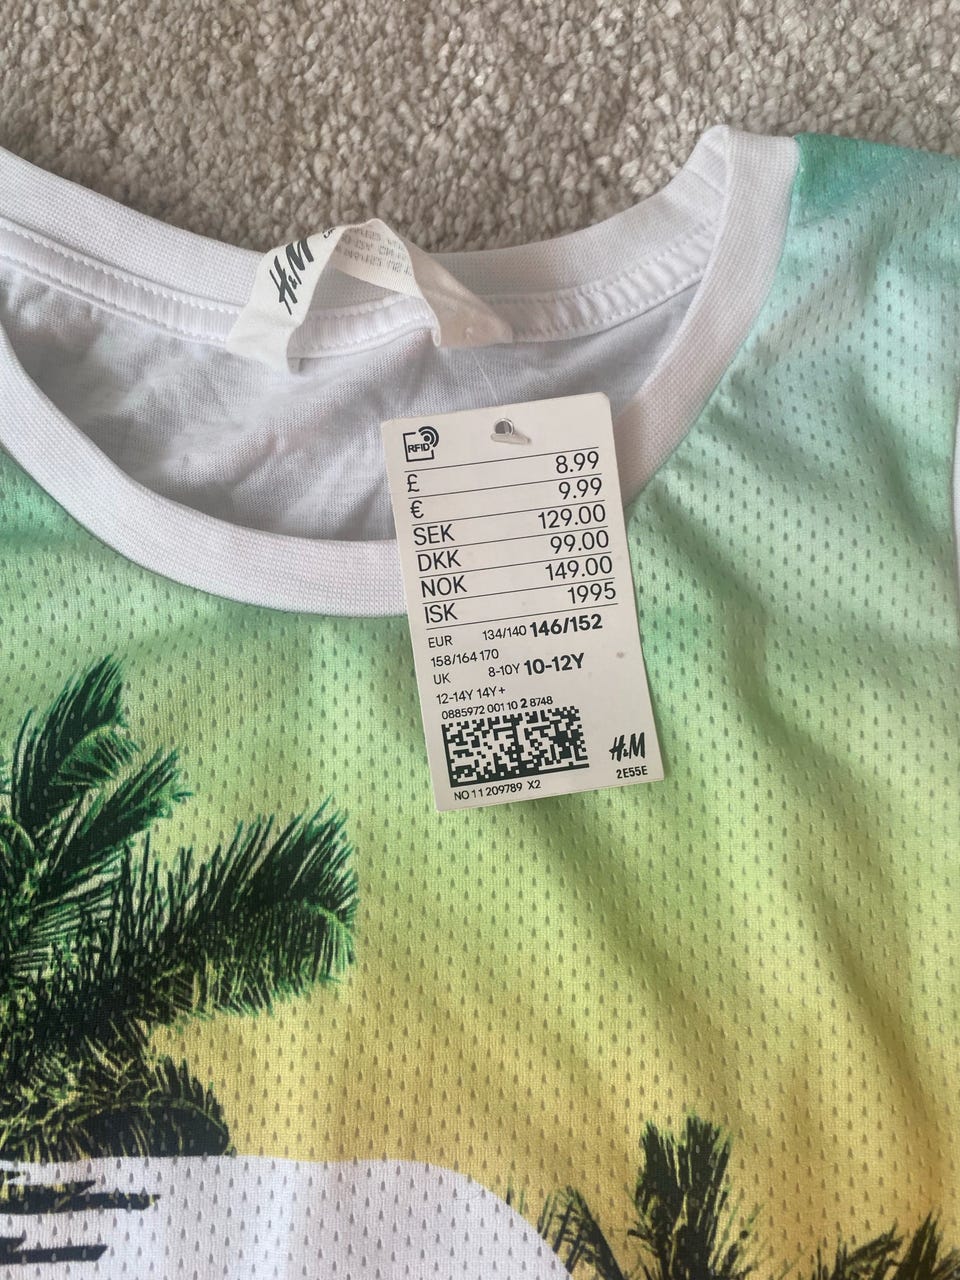 H&M
RFID
£ 8.99
€ 9.99
SEK 129.00
DKK 99.00
NOK 149.00
ISK 1995
EUR 134/140 146/152
158/164 170
UK 8-10Y 10-12Y
12-14Y 14Y+
0885972 001 10 2 8748
H&M
2E55E
NO 11 209789 X2